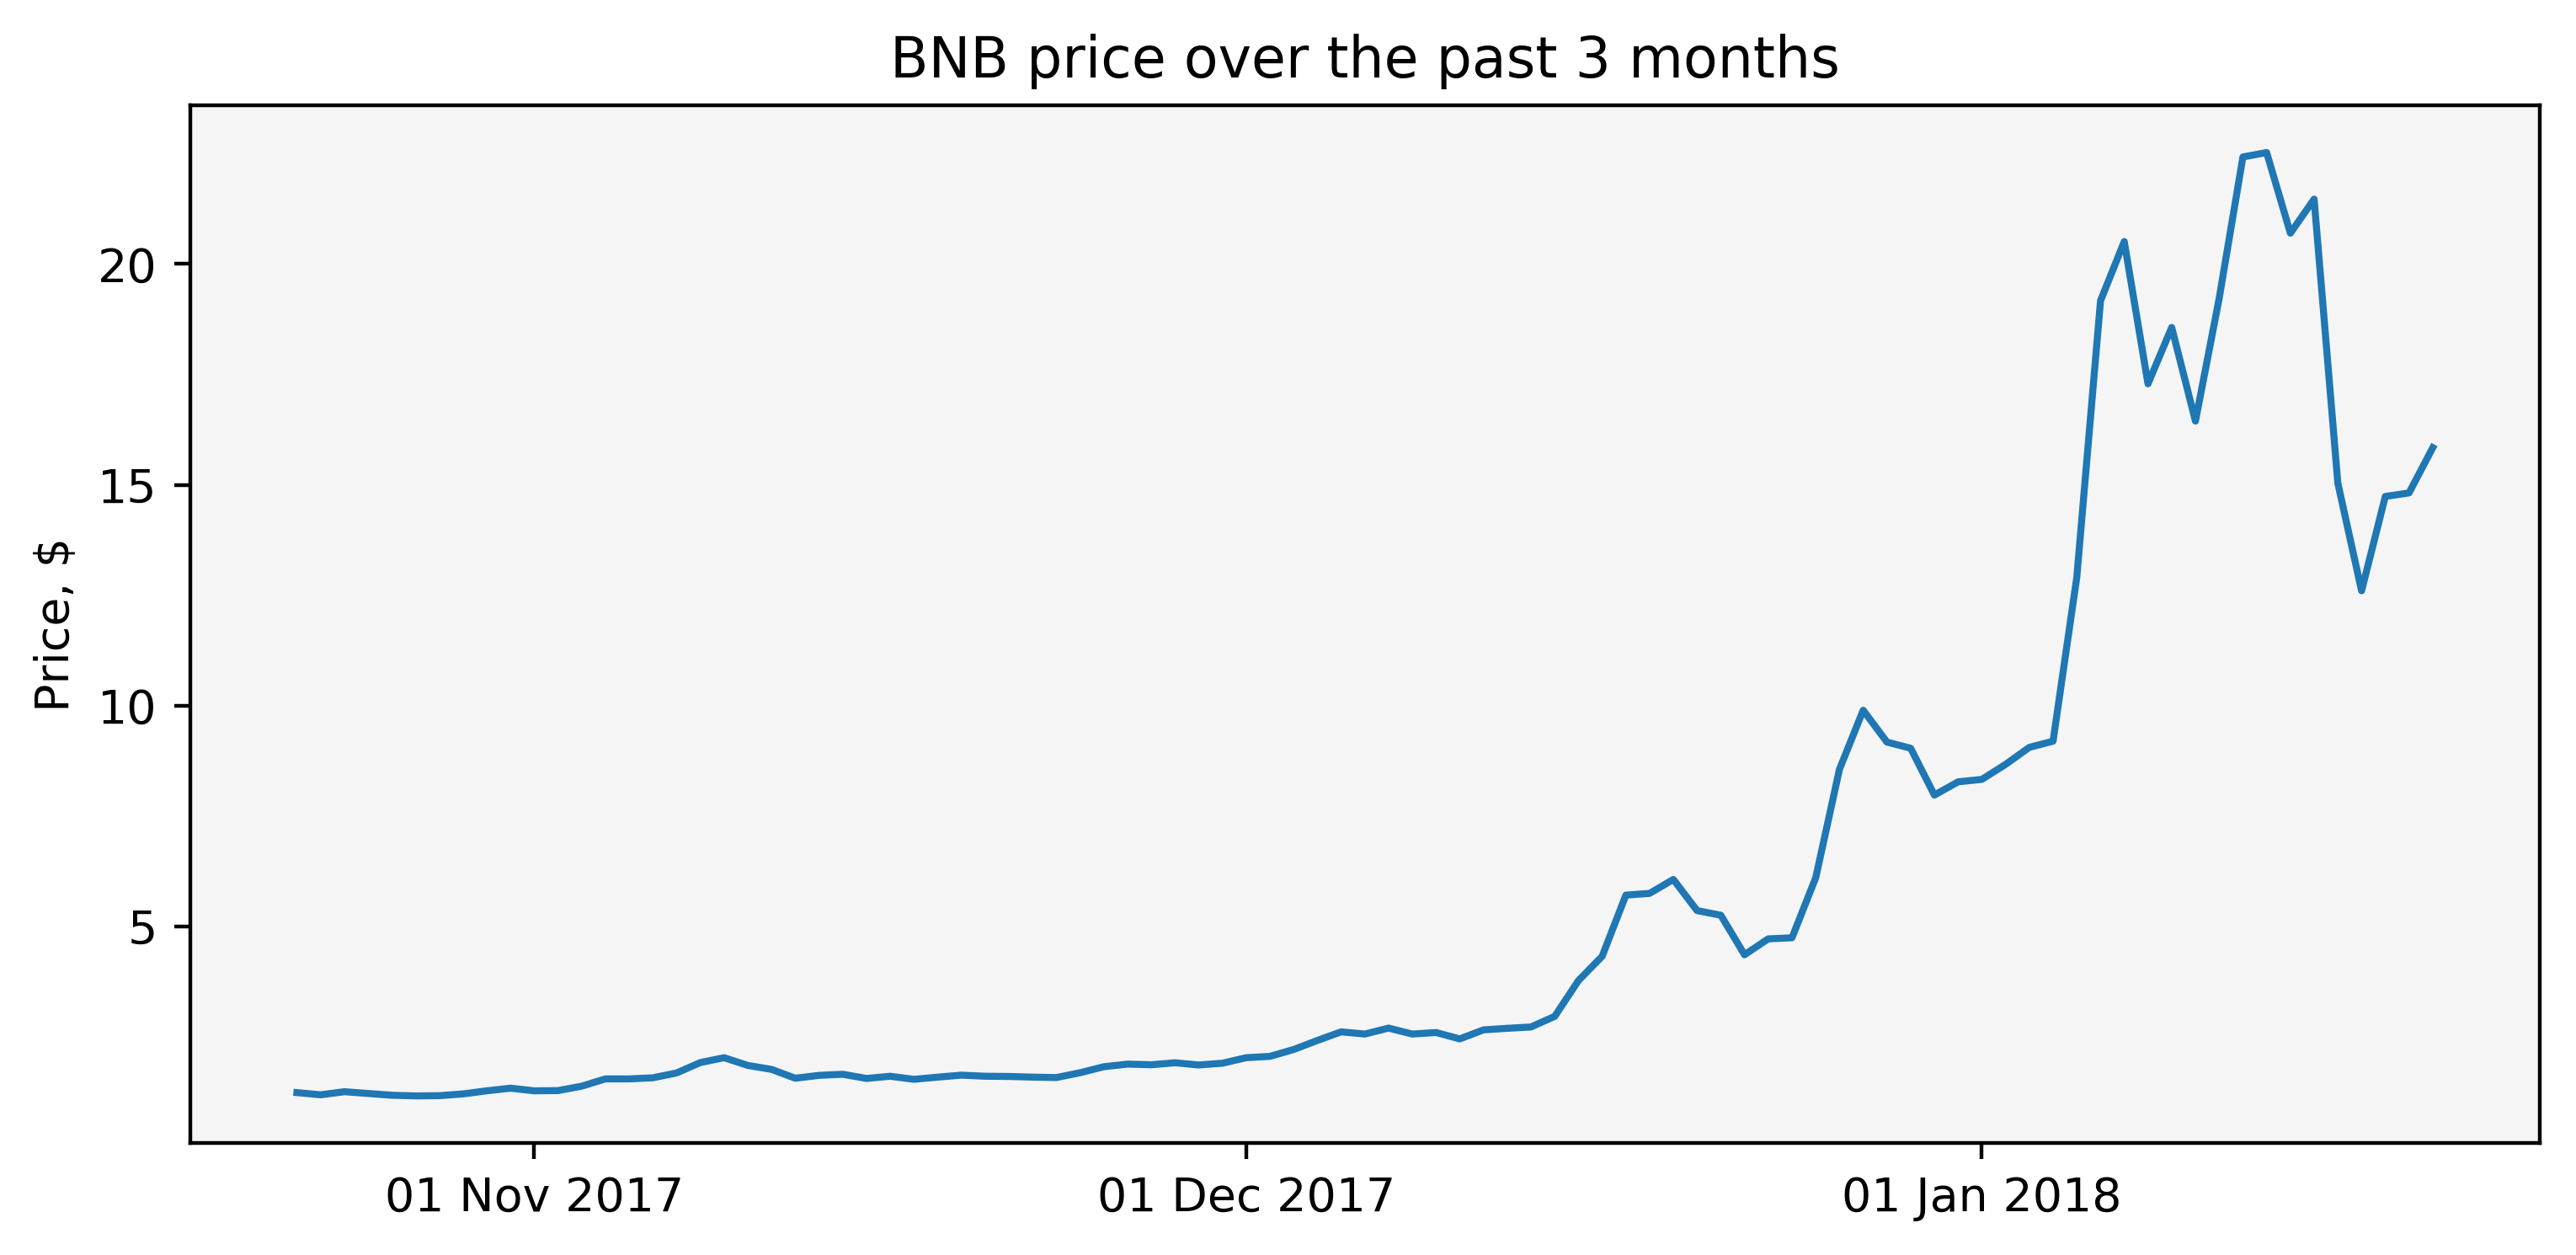 BNB price over the past 3 months
Price, $
20
15
10
5
01 Nov 2017
01 Dec 2017
01 Jan 2018